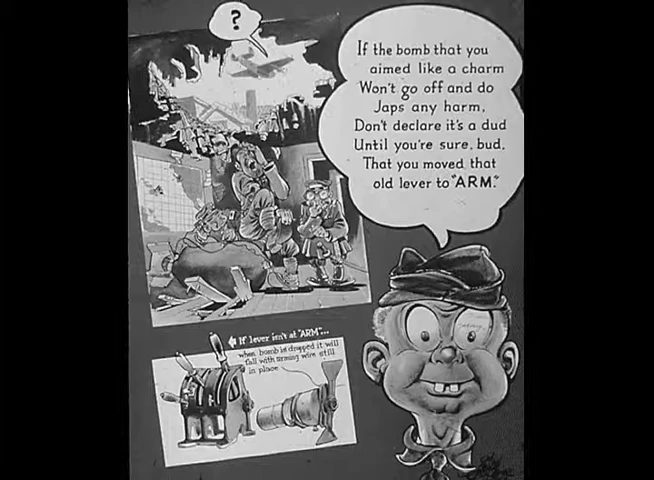 ?
If the bomb that you
aimed like a charm
Won't go off and do
Japs any harm,
Don't declare it's a dud
Until you're sure, bud,
That you moved that
old lever to "ARM."
If lever isn't at "ARM"...
when bomb is dropped it will
fall with arming wire still
in place